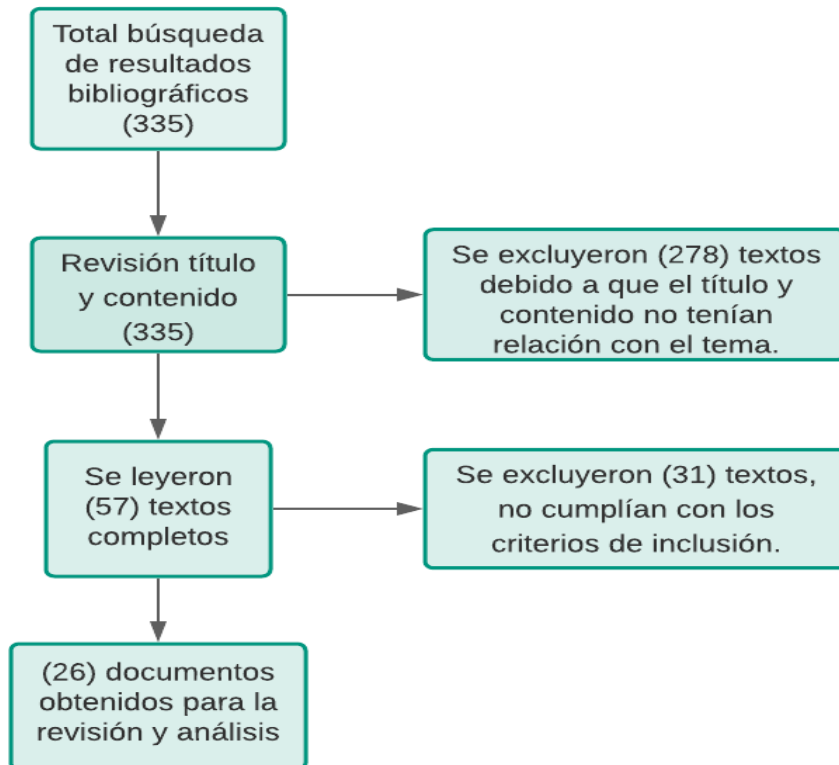 Total búsqueda
de resultados
bibliográficos
(335)
Revisión título
y contenido
(335)
Se excluyeron (278) textos
debido a que el título y
contenido no tenían
relación con el tema.
Se leyeron
(57) textos
completos
Se excluyeron (31) textos,
no cumplían con los
criterios de inclusión.
(26) documentos
obtenidos para la
revisión y análisis